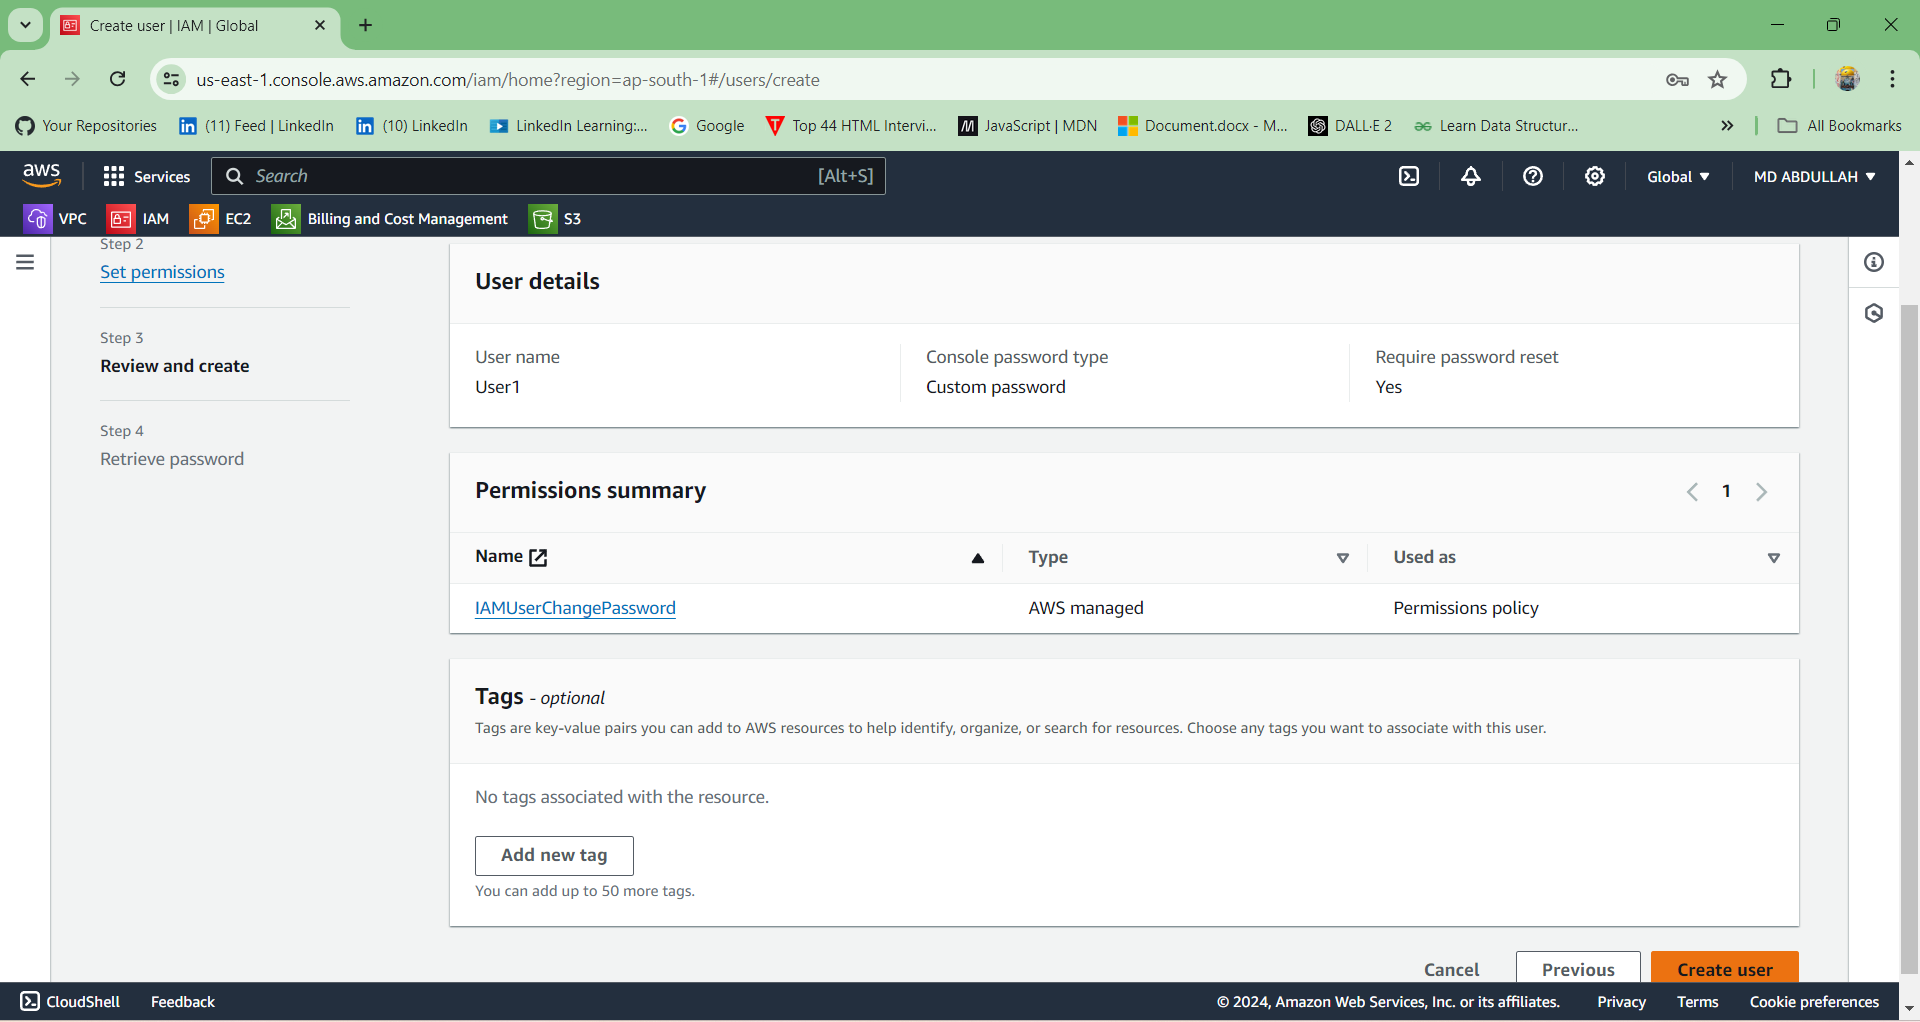 Create user | IAM | Global
us-east-1.console.aws.amazon.com/iam/home?region=ap-south-1#/users/create
Your Repositories (11) Feed | LinkedIn (10) LinkedIn LinkedIn Learning:... Google Top 44 HTML Intervi... JavaScript | MDN Document.docx - M... DALL·E 2 Learn Data Structur... All Bookmarks
aws Services Search [Alt+S] Global MD ABDULLAH
VPC IAM EC2 Billing and Cost Management S3
Step 2
Set permissions
Step 3
Review and create
Step 4
Retrieve password
User details
User name Console password type Require password reset
User1 Custom password Yes
Permissions summary 1
Name Type Used as
IAMUserChangePassword AWS managed Permissions policy
Tags - optional
Tags are key-value pairs you can add to AWS resources to help identify, organize, or search for resources. Choose any tags you want to associate with this user.
No tags associated with the resource.
Add new tag
You can add up to 50 more tags.
Cancel Previous Create user
CloudShell Feedback © 2024, Amazon Web Services, Inc. or its affiliates. Privacy Terms Cookie preferences